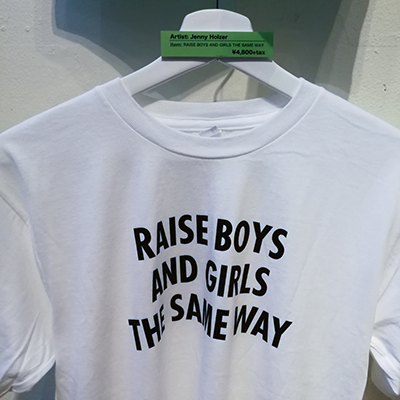 Artist: Jenny Holzer
Item: RAISE BOYS AND GIRLS THE SAME WAY
¥4,800+tax
RAISE BOYS
AND GIRLS
THE SAME WAY